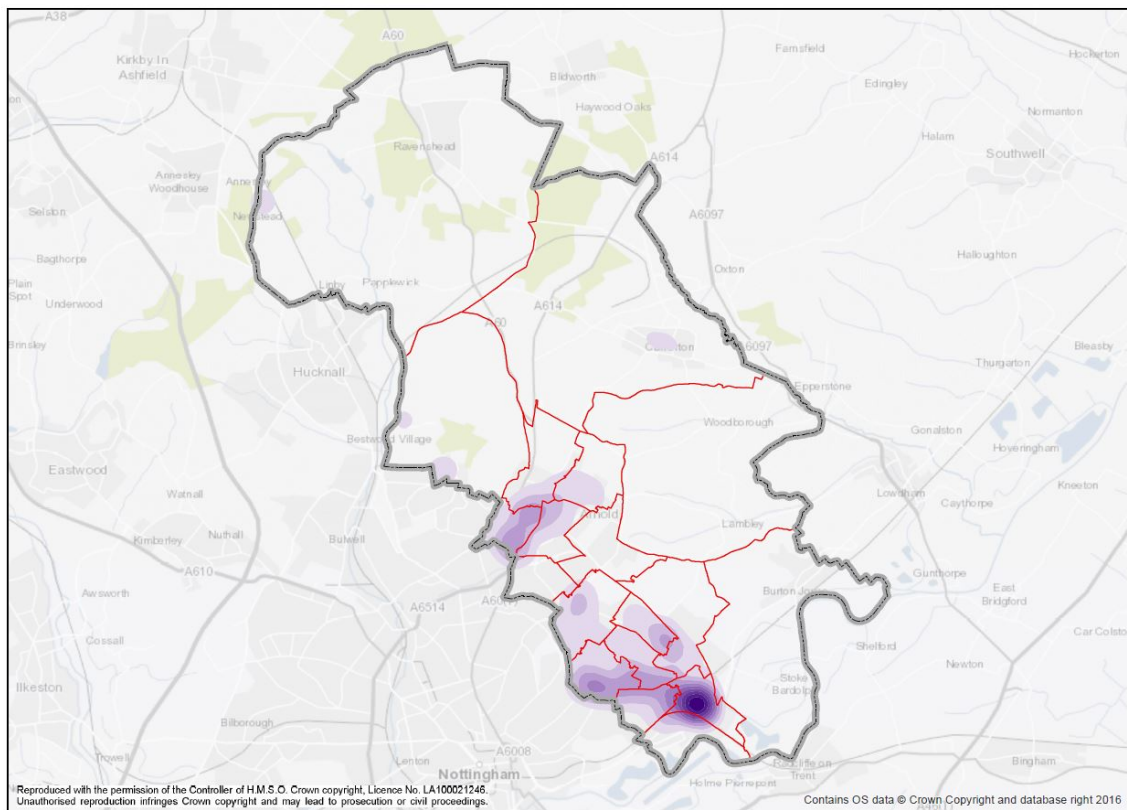 A38
A60
Farnsfield
Hockerton
Kirkby In
Ashfield
Blidworth
Edingley
Haywood Oaks
Normanton
Halam
Ravenshead
A614
Southwell
Annesley
Woodhouse
Annesley
Newstead
Selston
A6097
Halloughton
Bagthorpe
Oxton
Plain
Spot
Underwood
Linby
Papplewick
A614
A60
Brinsley
A6097
Bleasby
Thurgarton
Hucknall
Epperstone
Woodborough
Gonalston
Bestwood Village
Hoveringham
Eastwood
Kneeton
Watnall
Lowdham
Caythorpe
Arnold
Lambley
Kimberley
Nuthall
Bulwell
A610
Gunthorpe
East
Bridgford
Awsworth
A6514
Car Colston
Cossall
Shelford
Newton
Ilkeston
Stoke
Bardolph
Bilborough
Trowell
Lenton
A6008
Nottingham
Radcliffe on
Trent
Bingham
Holme Pierrepont
Reproduced with the permission of the Controller of H.M.S.O. Crown copyright, Licence No. LA100021246.
Unauthorised reproduction infringes Crown copyright and may lead to prosecution or civil proceedings.
Contains OS data © Crown Copyright and database right 2016